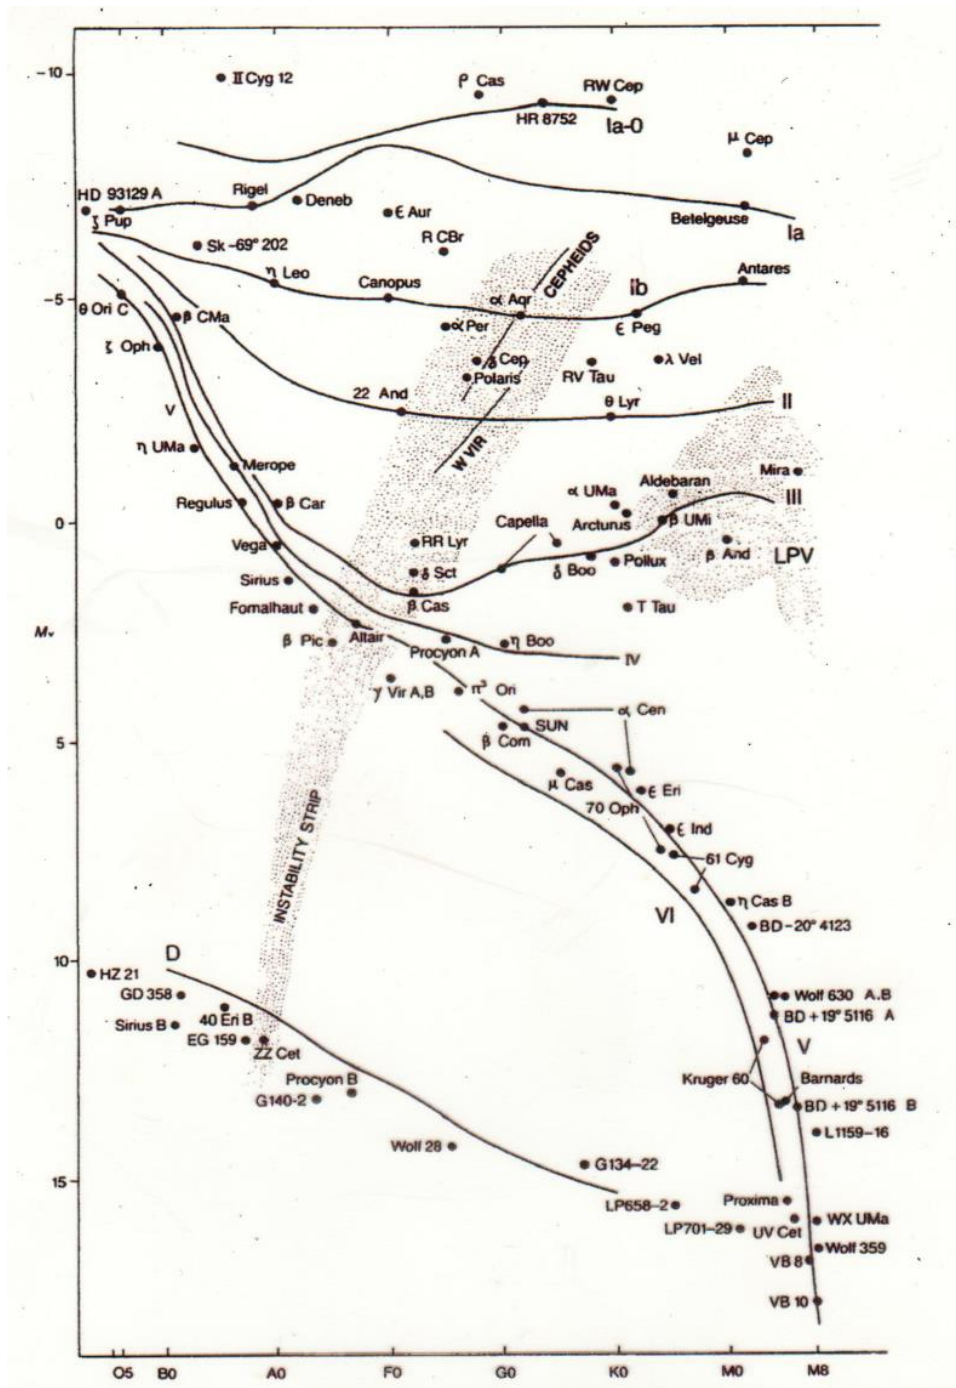 -10
II Cyg 12
ρ Cas
RW Cep
HR 8752
Ia-0
μ Cep
HD 93129 A
ζ Pup
Rigel
Deneb
ε Aur
Betelgeuse
Ia
Sk -69° 202
R CBr
CEPHEIDS
η Leo
Canopus
α Aqr
Ib
Antares
-5
θ Ori C
β CMa
α Per
ε Peg
ζ Oph
δ Cep
Polaris
RV Tau
λ Vel
22 And
θ Lyr
II
V
W VIR
η UMa
Merope
Aldebaran
Mira
Regulus
β Car
α UMa
III
0
Capella
Arcturus
β UMi
Vega
RR Lyr
β And
LPV
Sirius
δ Sct
δ Boo
Pollux
Fomalhaut
β Cas
T Tau
Mv
β Pic
Altair
Procyon A
η Boo
IV
γ Vir A,B
π³ Ori
α Cen
5
β Com
SUN
μ Cas
ε Eri
70 Oph
ε Ind
61 Cyg
INSTABILITY STRIP
VI
η Cas B
BD-20° 4123
D
10
HZ 21
GD 358
Wolf 630 A.B
Sirius B
40 Eri B
BD+19° 5116 A
EG 159
ZZ Cet
V
Procyon B
Kruger 60
Barnards
G140-2
BD+19° 5116 B
L1159-16
Wolf 28
G134-22
15
LP658-2
Proxima
LP701-29
UV Cet
WX UMa
Wolf 359
VB 8
VB 10
O5 B0 A0 F0 G0 K0 M0 M8